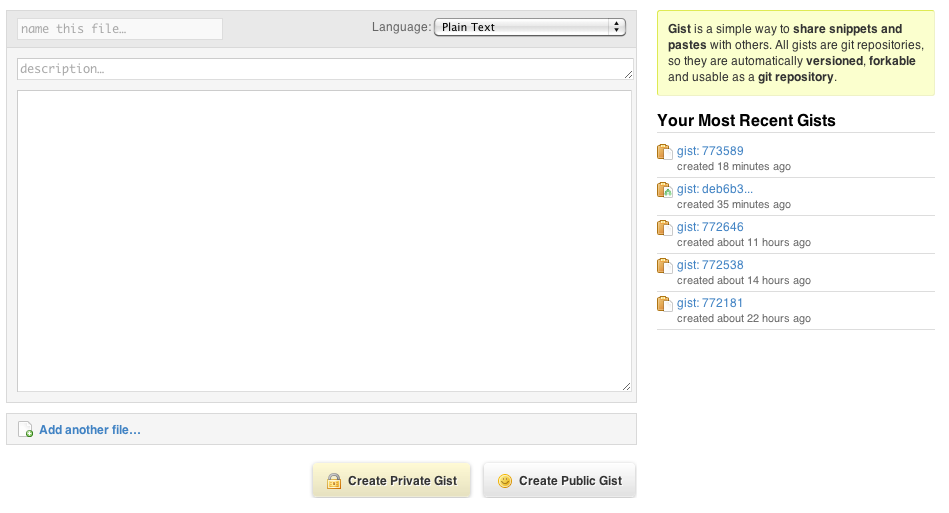 name this file…
Language: Plain Text
description…
Add another file…
Create Private Gist
Create Public Gist
Gist is a simple way to share snippets and
pastes with others. All gists are git repositories,
so they are automatically versioned, forkable
and usable as a git repository.
Your Most Recent Gists
gist: 773589
created 18 minutes ago
gist: deb6b3...
created 35 minutes ago
gist: 772646
created about 11 hours ago
gist: 772538
created about 14 hours ago
gist: 772181
created about 22 hours ago